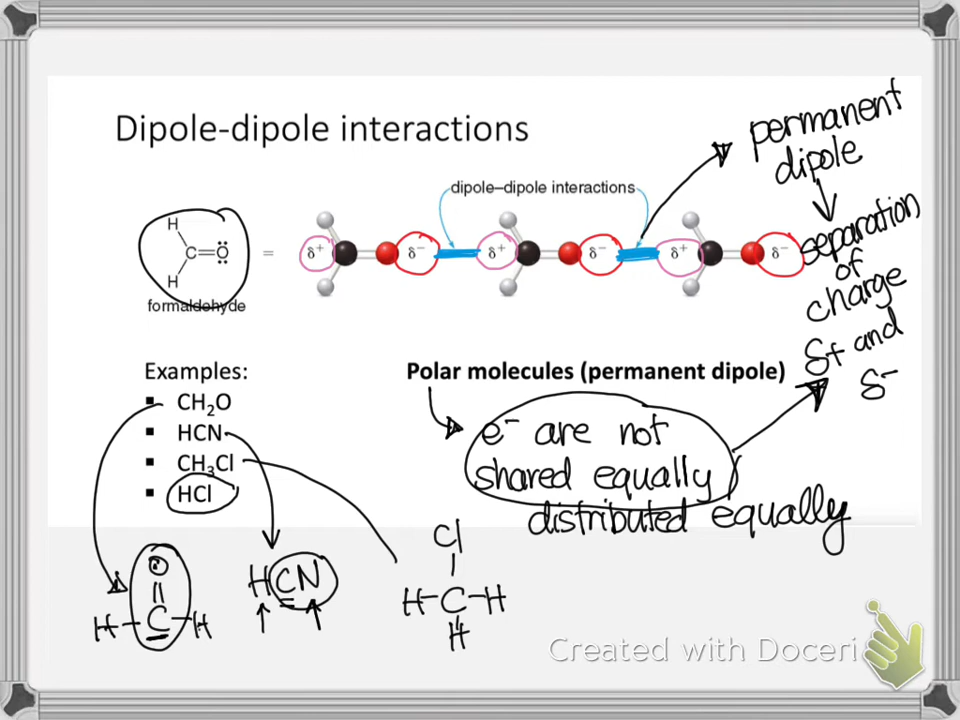 Dipole-dipole interactions
permanent
dipole
separation
of
charge
δ+ and
δ-
dipole–dipole interactions
H
C=O
H
=
δ+ δ- δ+ δ- δ+ δ-
formaldehyde
Examples:
▪ CH₂O
▪ HCN
▪ CH₃Cl
▪ HCl
Polar molecules (permanent dipole)
e⁻ are not
shared equally
distributed equally
O
H-C-H
HCN
Cl
H-C-H
H
Created with Doceri